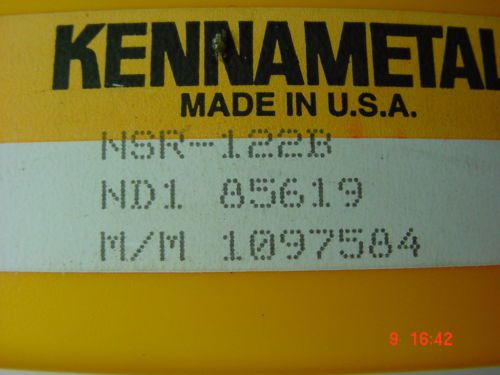 KENNAMETAL
MADE IN U.S.A.
NSR-122B
ND1 85619
M/M 1097584
9 16:42